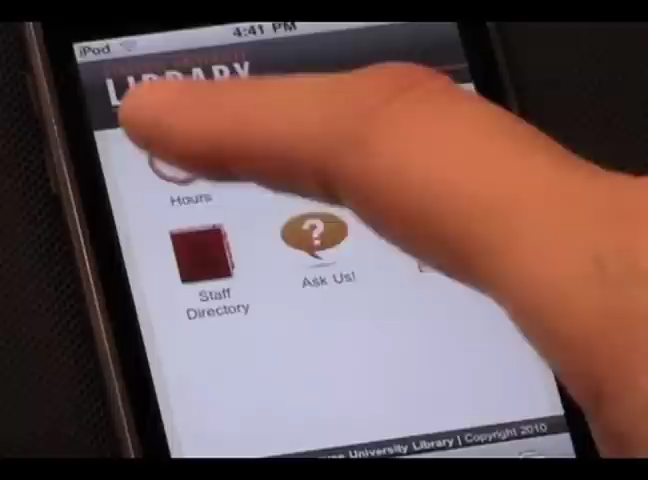 iPod 4:41 PM
LIBRARY
Hours
?
Staff
Directory
Ask Us!
University Library | Copyright 2010